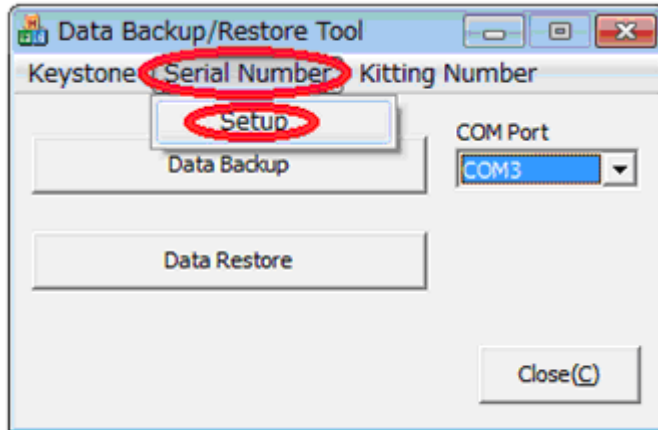 Data Backup/Restore Tool
Keystone Serial Number Kitting Number
Setup
COM Port
Data Backup
COM3
Data Restore
Close(C)